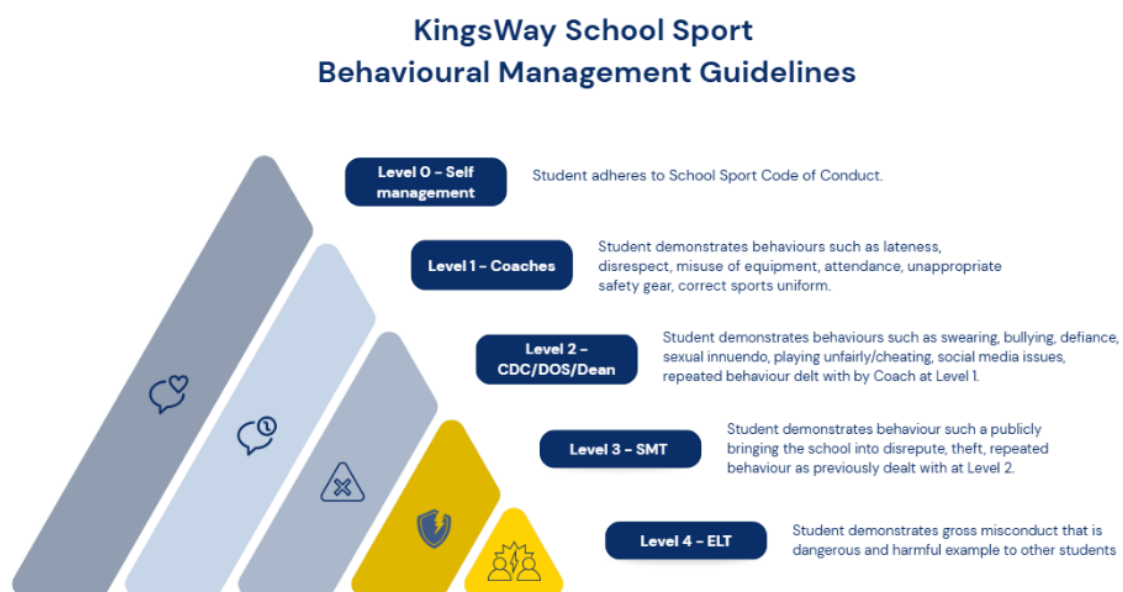 KingsWay School Sport
Behavioural Management Guidelines
Level 0 - Self
management
Student adheres to School Sport Code of Conduct.
Level 1 - Coaches
Student demonstrates behaviours such as lateness,
disrespect, misuse of equipment, attendance, unappropriate
safety gear, correct sports uniform.
Level 2 -
CDC/DOS/Dean
Student demonstrates behaviours such as swearing, bullying, defiance,
sexual innuendo, playing unfairly/cheating, social media issues,
repeated behaviour delt with by Coach at Level 1.
Level 3 - SMT
Student demonstrates behaviour such a publicly
bringing the school into disrepute, theft, repeated
behaviour as previously dealt with at Level 2.
Level 4 - ELT
Student demonstrates gross misconduct that is
dangerous and harmful example to other students